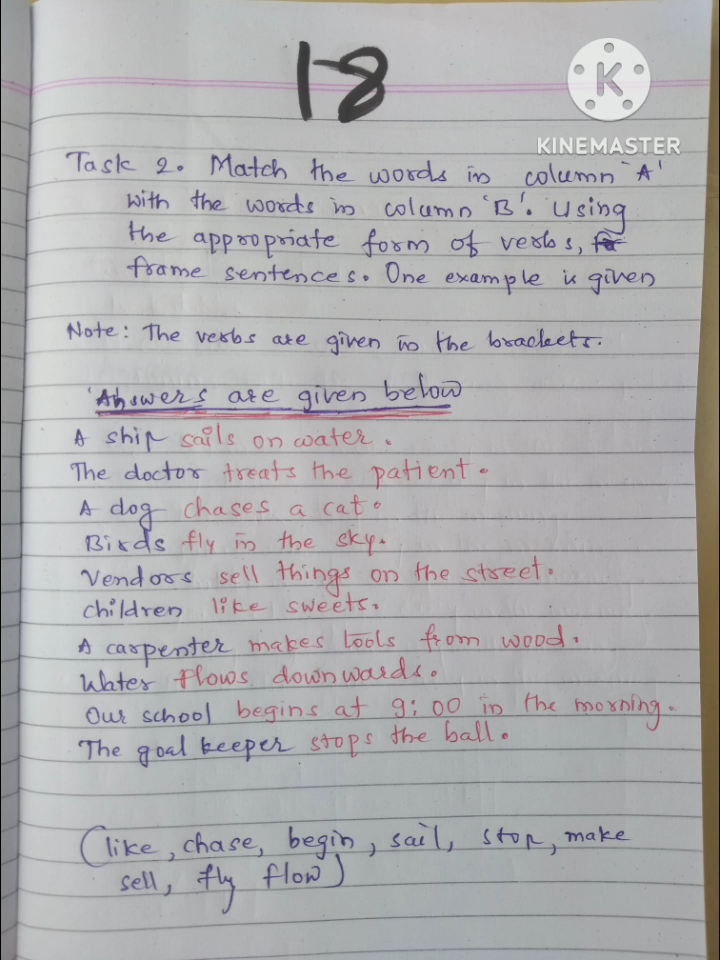 18
K
KINEMASTER
Task 2. Match the words in column 'A'
with the words in column 'B'. Using
the appropriate form of verbs,
frame sentences. One example is given
Note: The verbs are given in the brackets.
'Answers are given below
A ship sails on water.
The doctor treats the patient.
A dog chases a cat.
Birds fly in the sky.
Vendors sell things on the street.
children like sweets.
A carpenter makes tools from wood.
Water flows downwards.
Our school begins at 9:00 in the morning.
The goal keeper stops the ball.
(like, chase, begin, sail, stop, make
sell, fly flow)